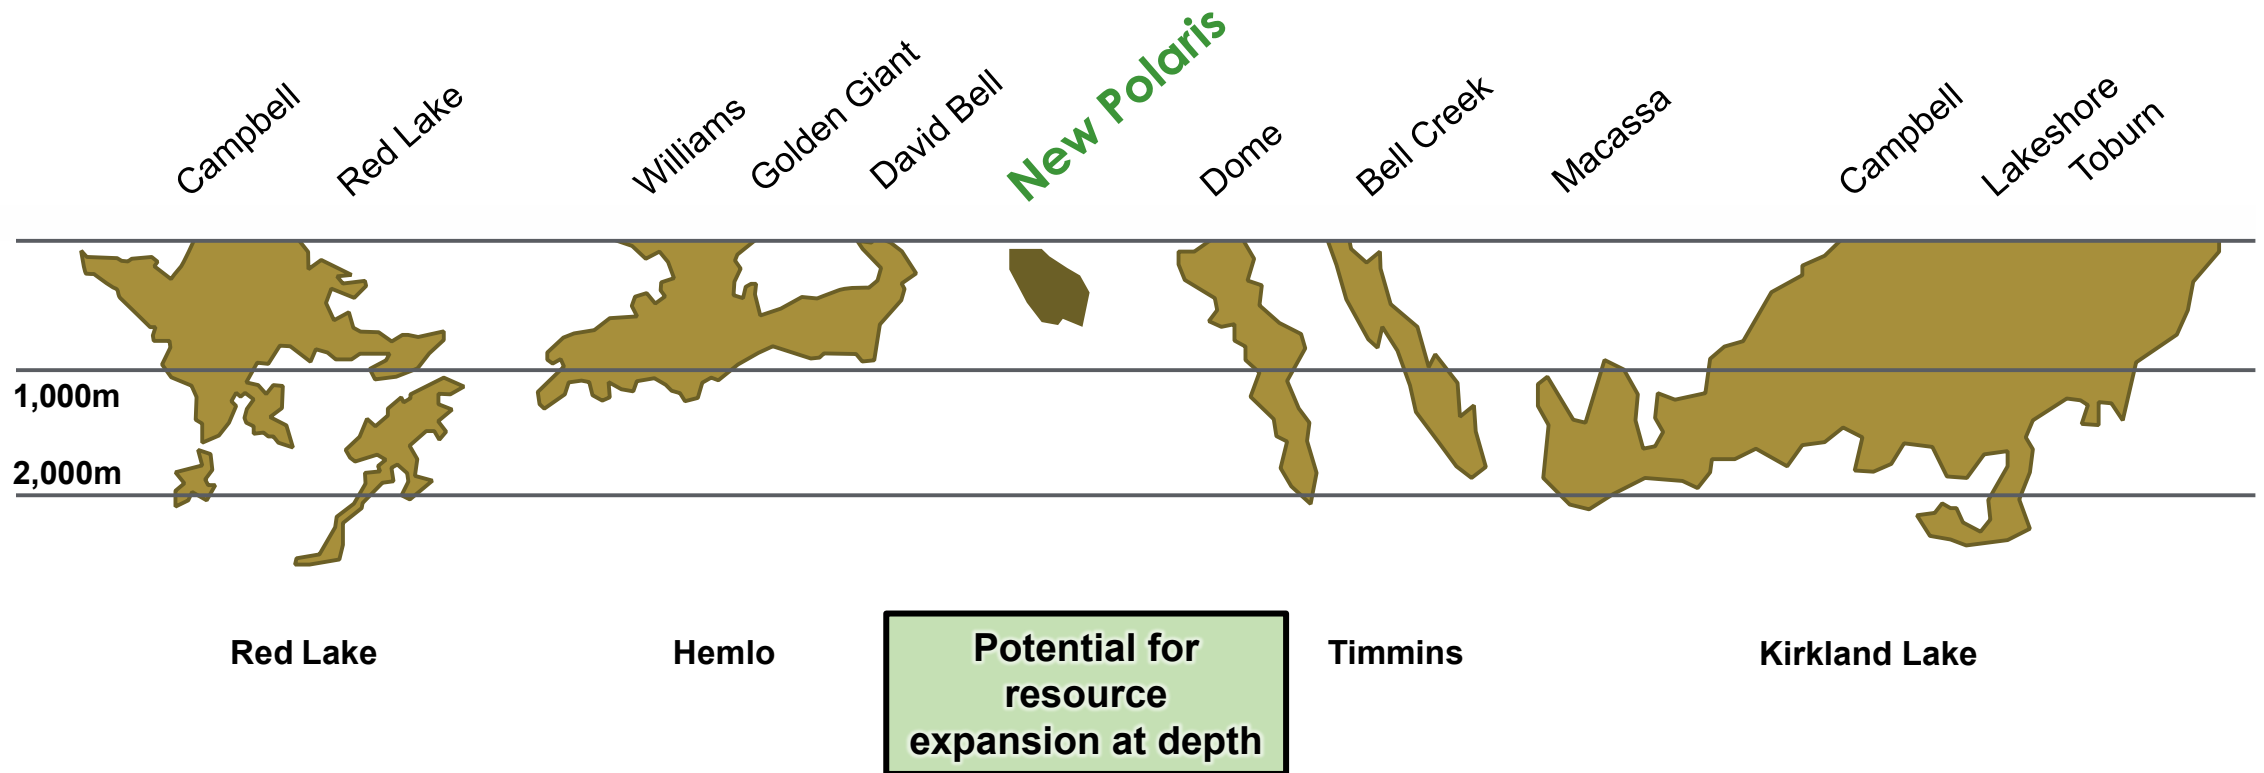 Campbell
Red Lake
Williams
Golden Giant
David Bell
New Polaris
Dome
Bell Creek
Macassa
Campbell
Lakeshore
Toburn
1,000m
2,000m
Red Lake
Hemlo
Potential for
resource
expansion at depth
Timmins
Kirkland Lake